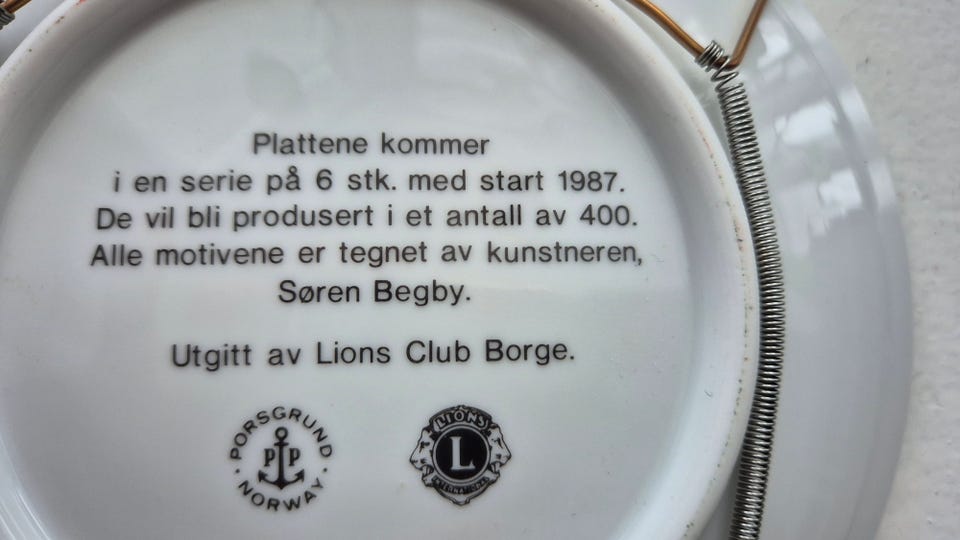 Plattene kommer
i en serie på 6 stk. med start 1987.
De vil bli produsert i et antall av 400.
Alle motivene er tegnet av kunstneren,
Søren Begby.
Utgitt av Lions Club Borge.
PORSGRUND
P P
NORWAY
LIONS
L
INTERNATIONAL